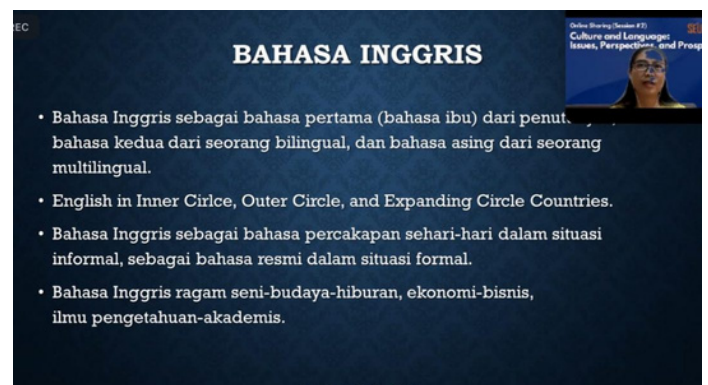 EC
Online Sharing (Session #2)
Culture and Language:
Issues, Perspectives, and Prosp
BAHASA INGGRIS
• Bahasa Inggris sebagai bahasa pertama (bahasa ibu) dari
bahasa kedua dari seorang bilingual, dan bahasa asing dari seorang
multilingual.
• English in Inner Cirlce, Outer Circle, and Expanding Circle Countries.
• Bahasa Inggris sebagai bahasa percakapan sehari-hari dalam situasi
informal, sebagai bahasa resmi dalam situasi formal.
• Bahasa Inggris ragam seni-budaya-hiburan, ekonomi-bisnis,
ilmu pengetahuan-akademis.